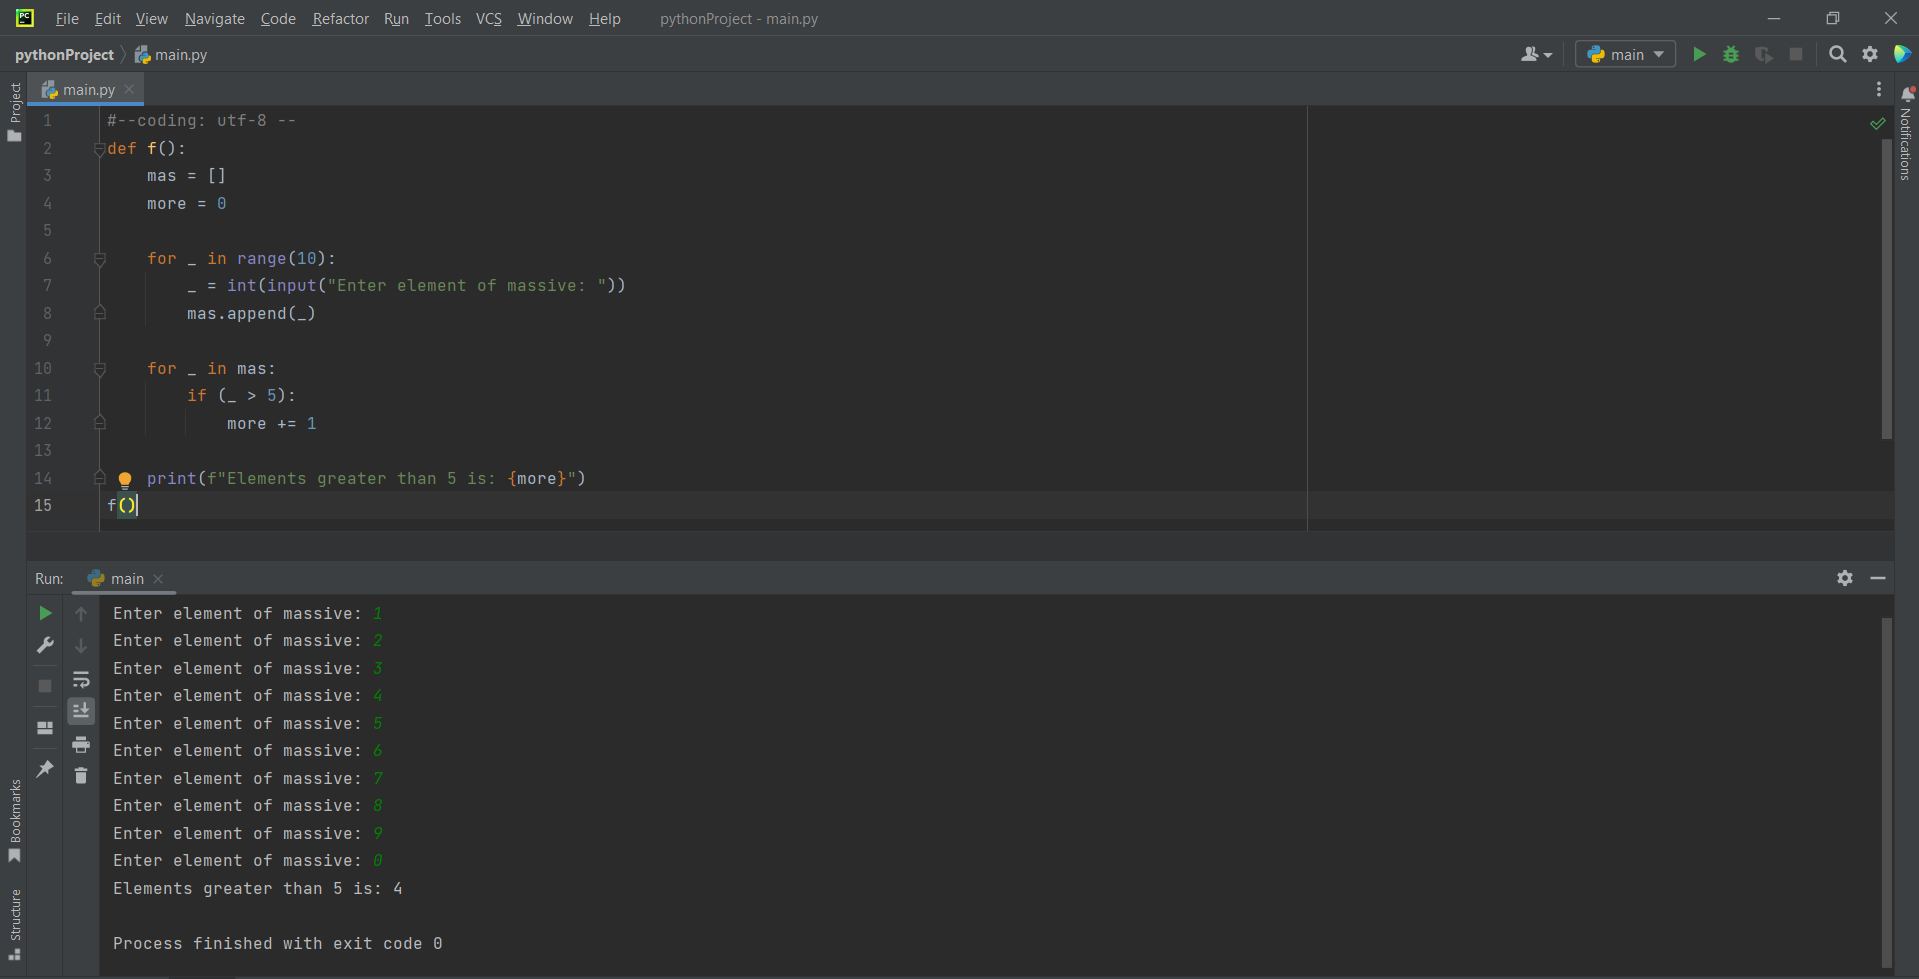 PC File Edit View Navigate Code Refactor Run Tools VCS Window Help pythonProject - main.py
pythonProject main.py main
Project
main.py
Notifications
1 #--coding: utf-8 --
2 def f():
3     mas = []
4     more = 0
5
6     for _ in range(10):
7         _ = int(input("Enter element of massive: "))
8         mas.append(_)
9
10     for _ in mas:
11         if (_ > 5):
12             more += 1
13
14     print(f"Elements greater than 5 is: {more}")
15 f()
Run: main
Enter element of massive: 1
Enter element of massive: 2
Enter element of massive: 3
Enter element of massive: 4
Enter element of massive: 5
Enter element of massive: 6
Enter element of massive: 7
Enter element of massive: 8
Enter element of massive: 9
Enter element of massive: 0
Elements greater than 5 is: 4
Process finished with exit code 0
Bookmarks
Structure